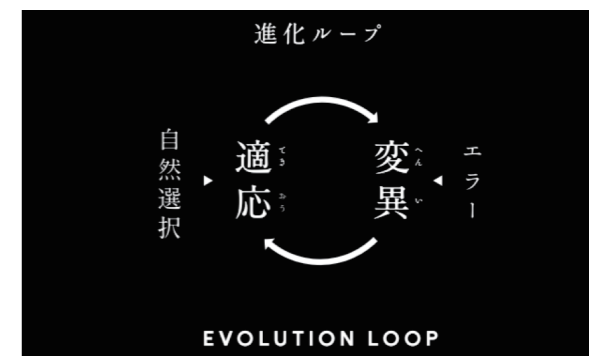 進化ループ
変異
へんい
エラー
適応
てきおう
自然選択
EVOLUTION LOOP